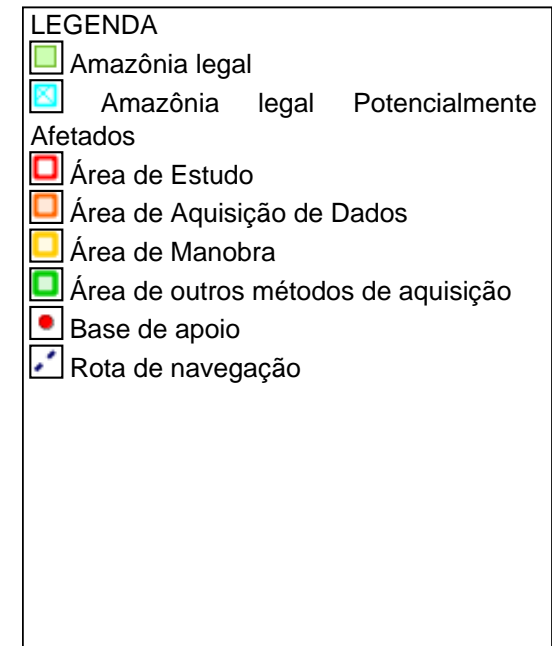 LEGENDA
Amazônia legal
Amazônia legal Potencialmente
Afetados
Área de Estudo
Área de Aquisição de Dados
Área de Manobra
Área de outros métodos de aquisição
Base de apoio
Rota de navegação